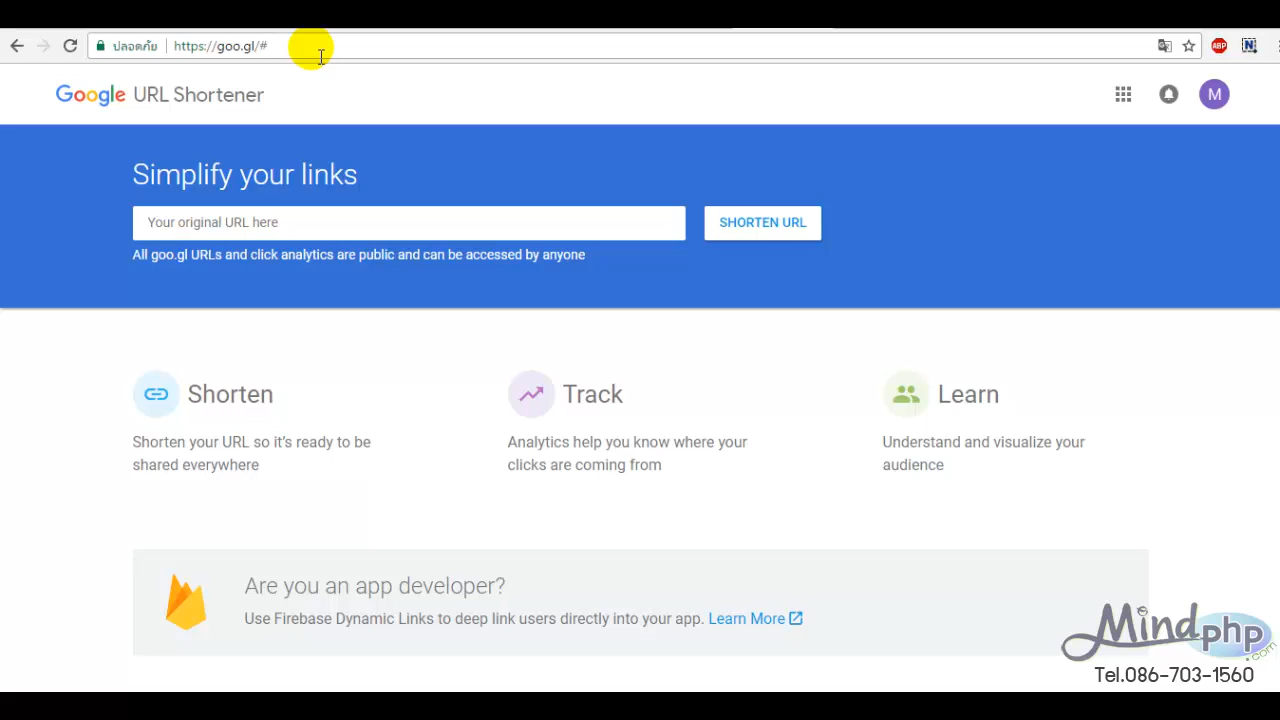 ปลอดภัย https://goo.gl/#
ABP
N
Google URL Shortener
M
Simplify your links
Your original URL here
SHORTEN URL
All goo.gl URLs and click analytics are public and can be accessed by anyone
Shorten
Track
Learn
Shorten your URL so it's ready to be
shared everywhere
Analytics help you know where your
clicks are coming from
Understand and visualize your
audience
Are you an app developer?
Use Firebase Dynamic Links to deep link users directly into your app. Learn More
Mindphp.com
Tel.086-703-1560